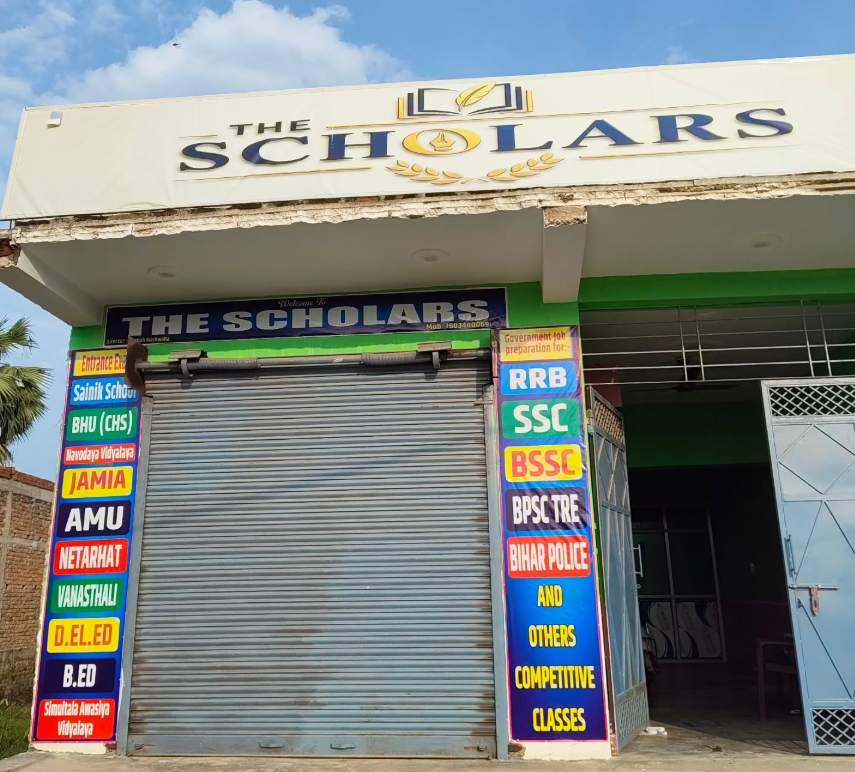 THE
SCHOLARS
Welcome To
THE SCHOLARS
Mob
Entrance
Sainik School
BHU (CHS)
Navodaya Vidyalaya
JAMIA
AMU
NETARHAT
VANASTHALI
D.EL.ED
B.ED
Simultala Awasiya
Vidyalaya
Government job
preparation for:-
RRB
SSC
BSSC
BPSC TRE
BIHAR POLICE
AND
OTHERS
COMPETITIVE
CLASSES